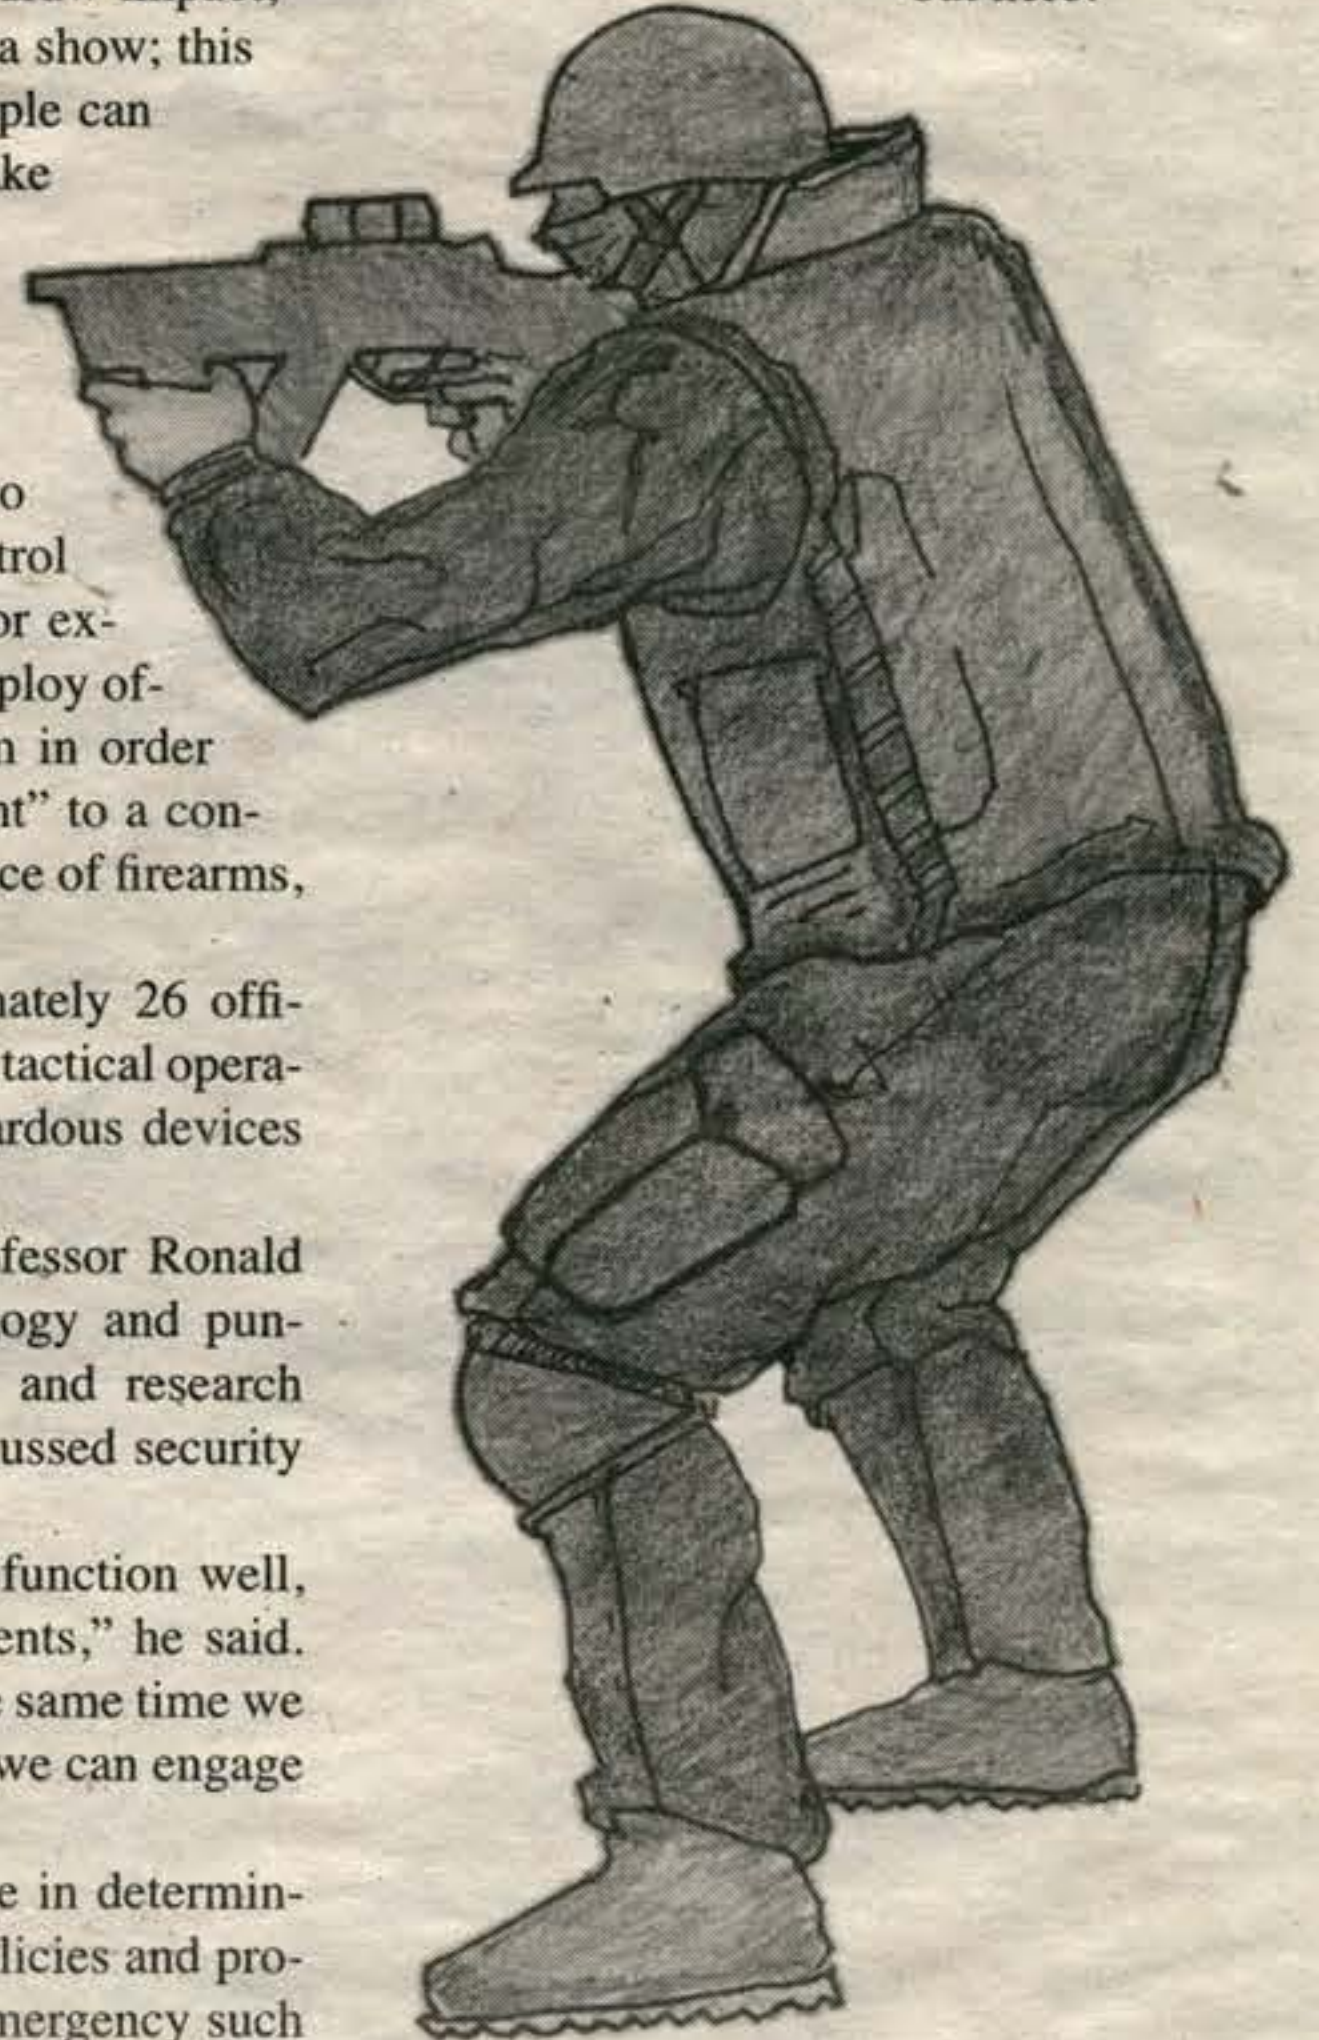 a show; this
ple can
ke
o
trol
or ex-
ploy of-
n in order
nt” to a con-
ce of firearms,
nately 26 offi-
tactical opera-
ardous devices
fessor Ronald
ogy and pun-
and research
ussed security
function well,
ents,” he said.
e same time we
we can engage
e in determin-
licies and pro-
mergency such